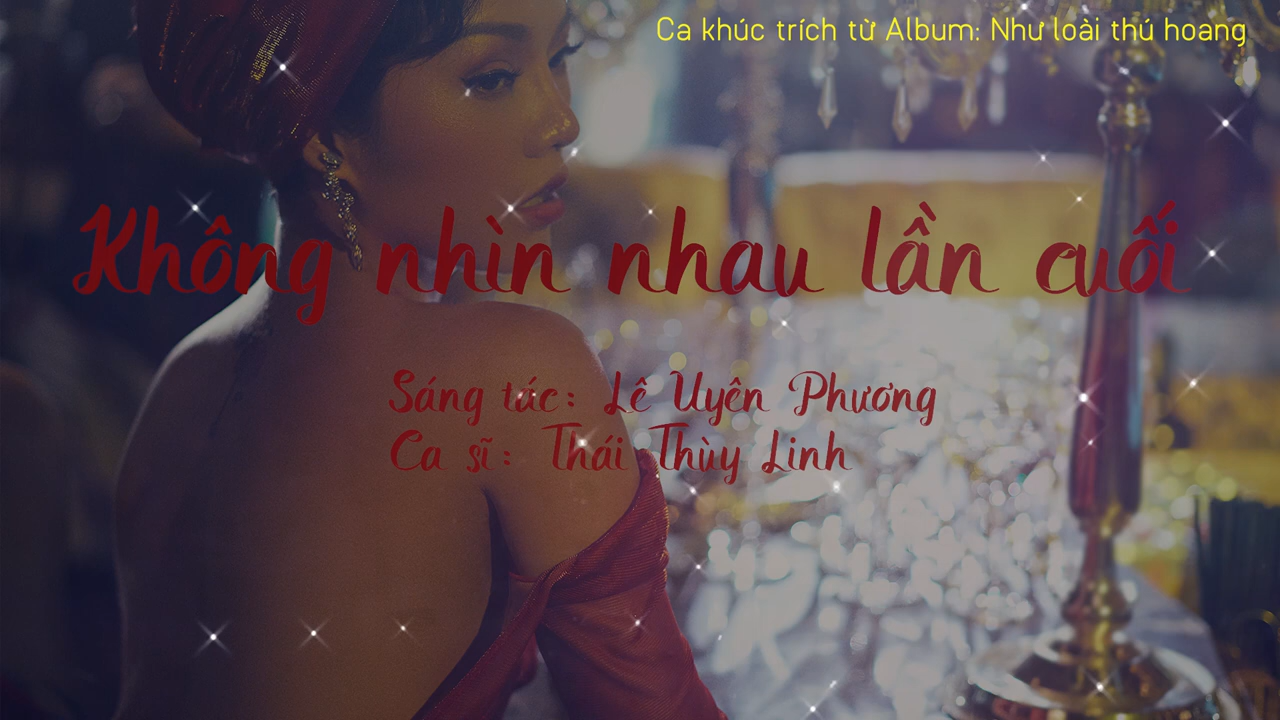 Ca khúc trích từ Album: Như loài thú hoang
Không nhìn nhau lần cuối
Sáng tác: Lê Uyên Phương
Ca sĩ: Thái Thùy Linh